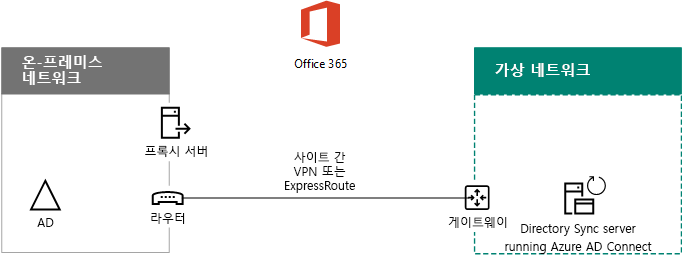 Office 365
온-프레미스
네트워크
가상 네트워크
프록시 서버
사이트 간
VPN 또는
ExpressRoute
AD
라우터
게이트웨이
Directory Sync server
running Azure AD Connect